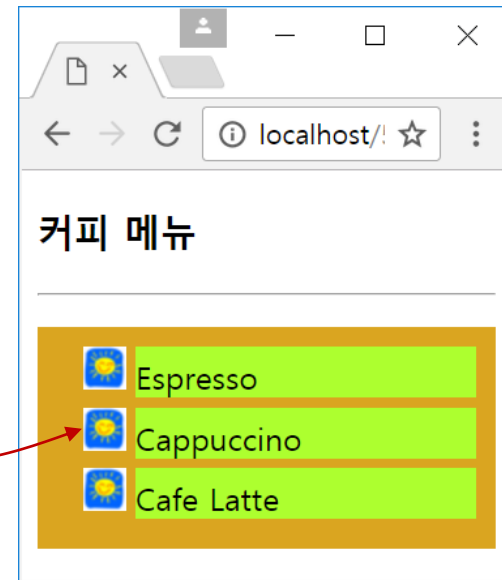 localhost/!
커피 메뉴
Espresso
Cappuccino
Cafe Latte